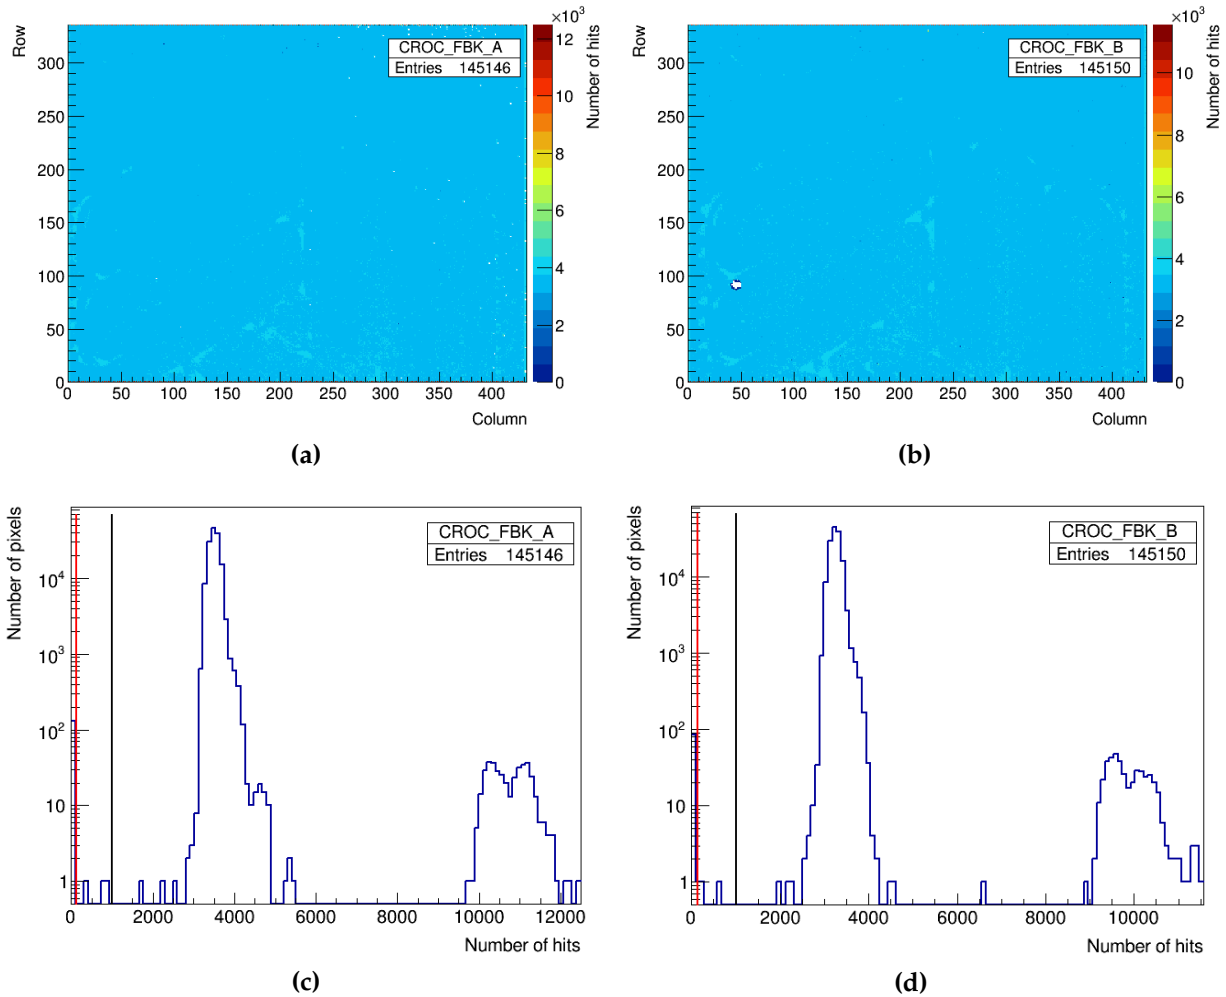 ×10³
Row
CROC_FBK_A
Entries 145146
Number of hits
300
250
200
150
100
50
0
0 50 100 150 200 250 300 350 400
Column
12
10
8
6
4
2
0
(a)
×10³
Row
CROC_FBK_B
Entries 145150
Number of hits
300
250
200
150
100
50
0
0 50 100 150 200 250 300 350 400
Column
10
8
6
4
2
0
(b)
Number of pixels
CROC_FBK_A
Entries 145146
10⁴
10³
10²
10
1
0 2000 4000 6000 8000 10000 12000
Number of hits
(c)
Number of pixels
CROC_FBK_B
Entries 145150
10⁴
10³
10²
10
1
0 2000 4000 6000 8000 10000
Number of hits
(d)